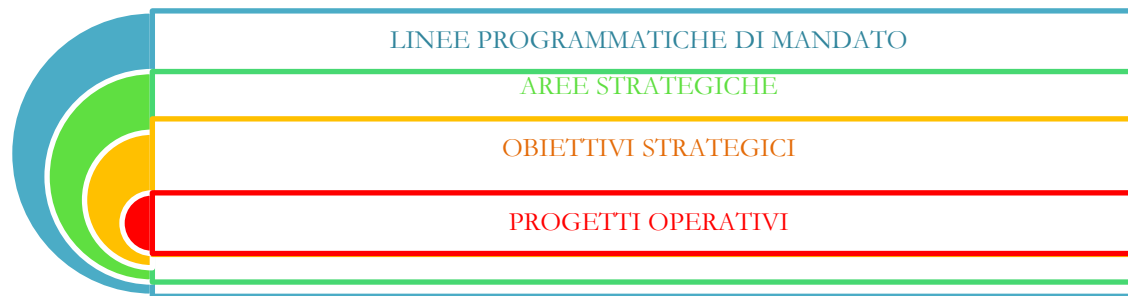 LINEE PROGRAMMATICHE DI MANDATO
AREE STRATEGICHE
OBIETTIVI STRATEGICI
PROGETTI OPERATIVI